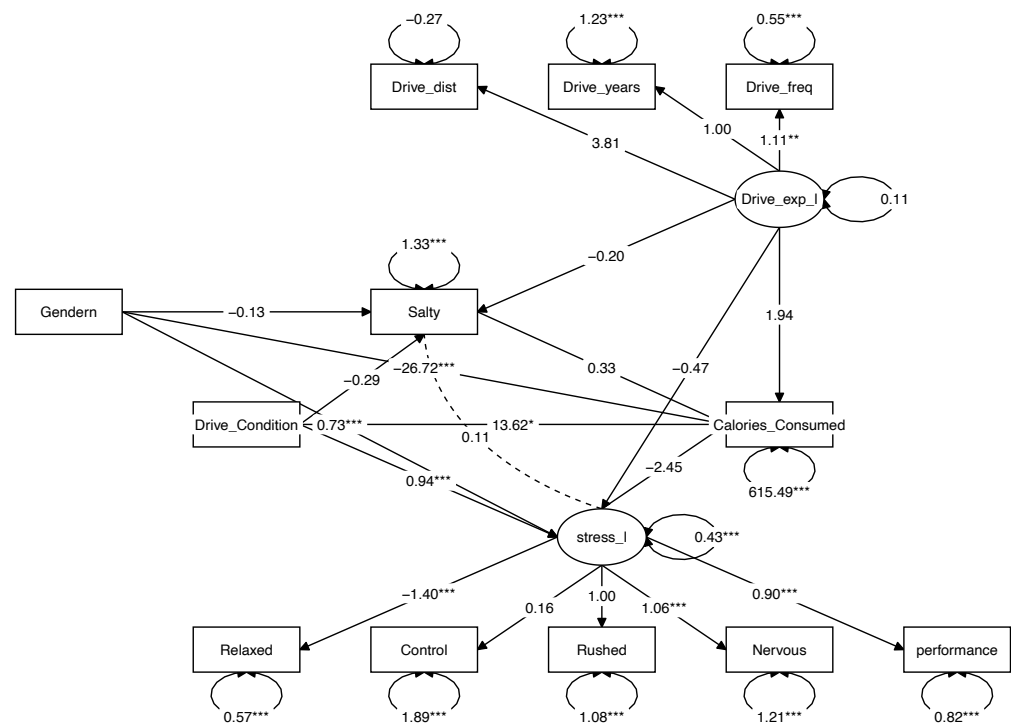 −0.27
1.23***
0.55***
Drive_dist
Drive_years
Drive_freq
1.00
1.11**
3.81
Drive_exp_l
0.11
1.33***
−0.20
Gendern
−0.13
Salty
1.94
−26.72***
0.33
−0.47
−0.29
Drive_Condition
0.73***
13.62*
Calories_Consumed
0.11
−2.45
0.94***
615.49***
stress_l
0.43***
−1.40***
0.16
1.00
1.06***
0.90***
Relaxed
Control
Rushed
Nervous
performance
0.57***
1.89***
1.08***
1.21***
0.82***